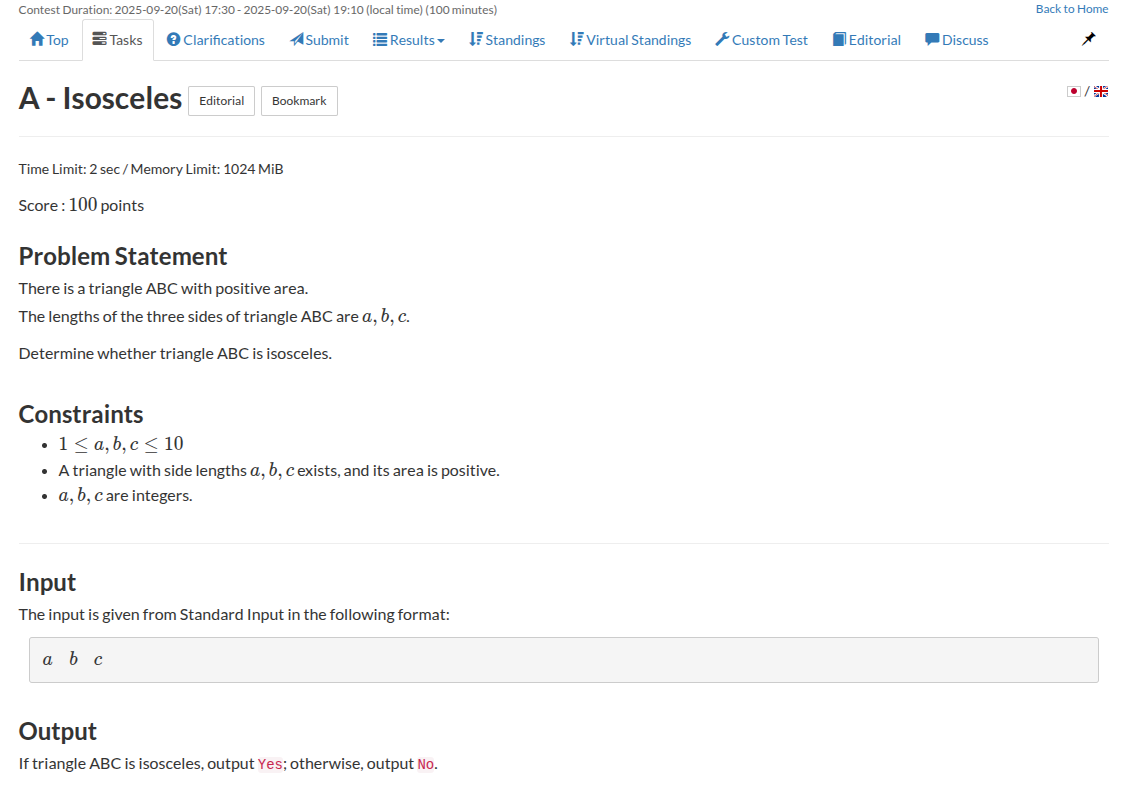 Contest Duration: 2025-09-20(Sat) 17:30 - 2025-09-20(Sat) 19:10 (local time) (100 minutes) Back to Home
Top Tasks Clarifications Submit Results Standings Virtual Standings Custom Test Editorial Discuss
A - Isosceles Editorial Bookmark /
Time Limit: 2 sec / Memory Limit: 1024 MiB
Score : 100 points
Problem Statement
There is a triangle ABC with positive area.
The lengths of the three sides of triangle ABC are a, b, c.
Determine whether triangle ABC is isosceles.
Constraints
• 1 ≤ a, b, c ≤ 10
• A triangle with side lengths a, b, c exists, and its area is positive.
• a, b, c are integers.
Input
The input is given from Standard Input in the following format:
a b c
Output
If triangle ABC is isosceles, output Yes; otherwise, output No.